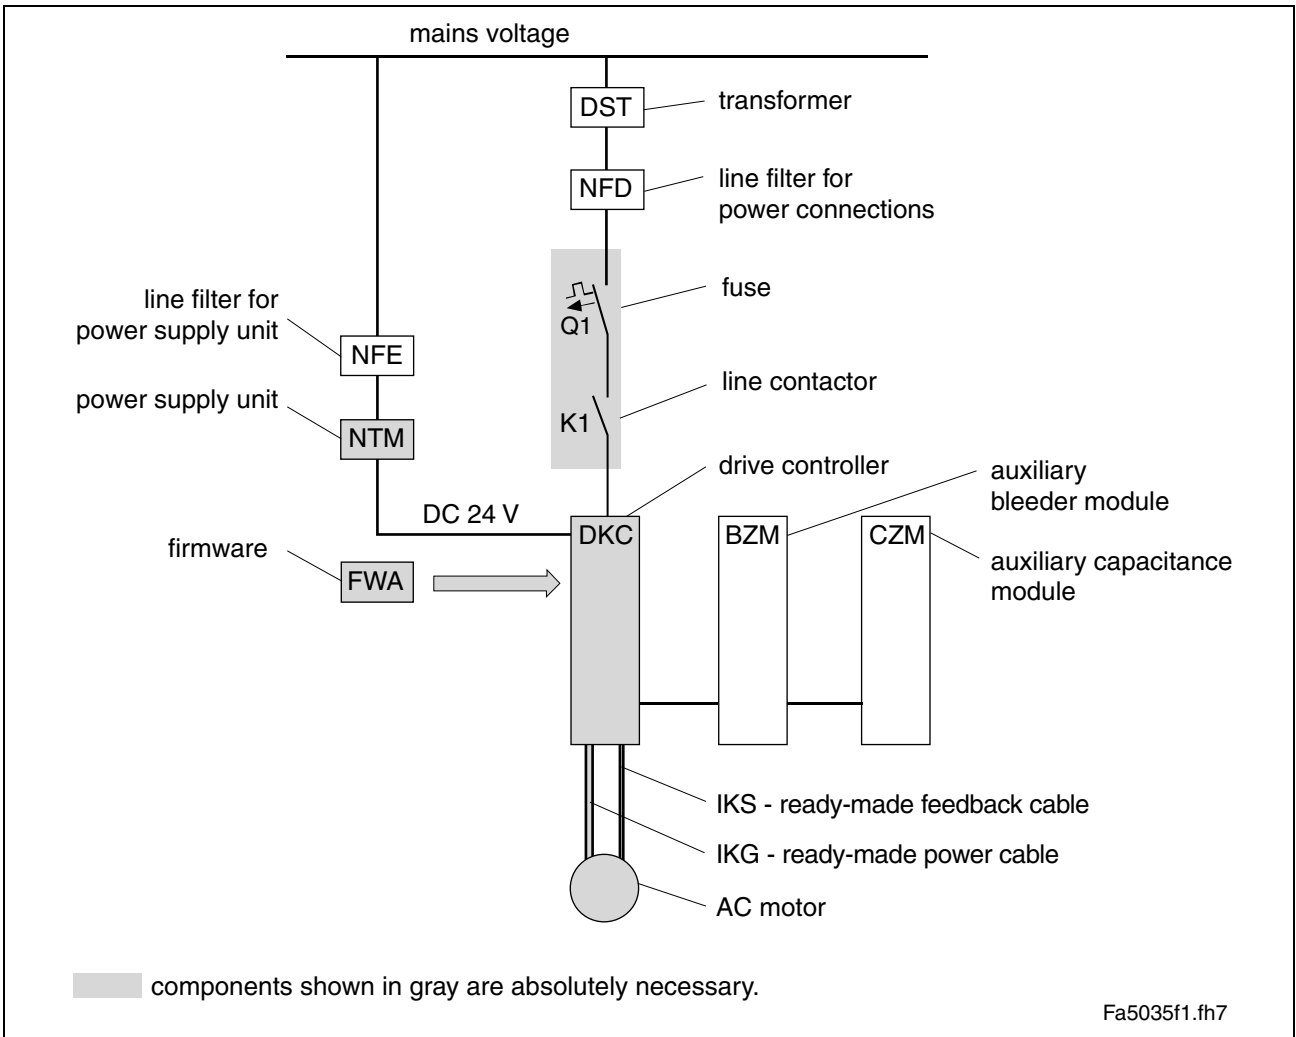 mains voltage
DST
transformer
NFD
line filter for
power connections
fuse
Q1
line filter for
power supply unit
NFE
line contactor
K1
power supply unit
NTM
drive controller
auxiliary
bleeder module
DC 24 V
DKC
BZM
CZM
firmware
FWA
auxiliary capacitance
module
IKS - ready-made feedback cable
IKG - ready-made power cable
AC motor
components shown in gray are absolutely necessary.
Fa5035f1.fh7